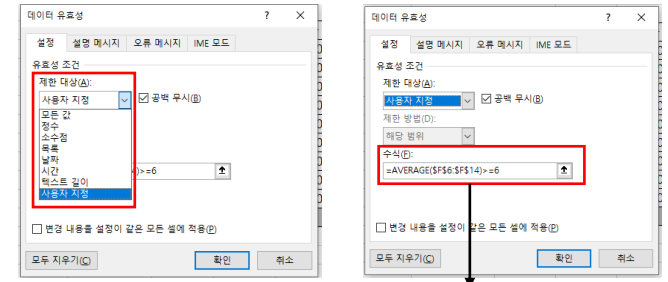 데이터 유효성 ? ×
설정 설명 메시지 오류 메시지 IME 모드
유효성 조건
제한 대상(A):
사용자 지정 ☑ 공백 무시(B)
모든 값
정수
소수점
목록
날짜
시간 )>=6
텍스트 길이
사용자 지정
변경 내용을 설정이 같은 모든 셀에 적용(P)
모두 지우기(C) 확인 취소
데이터 유효성 ? ×
설정 설명 메시지 오류 메시지 IME 모드
유효성 조건
제한 대상(A):
사용자 지정 ☑ 공백 무시(B)
제한 방법(D):
해당 범위
수식(F):
=AVERAGE($F$6:$F$14)>=6
변경 내용을 설정이 같은 모든 셀에 적용(P)
모두 지우기(C) 확인 취소